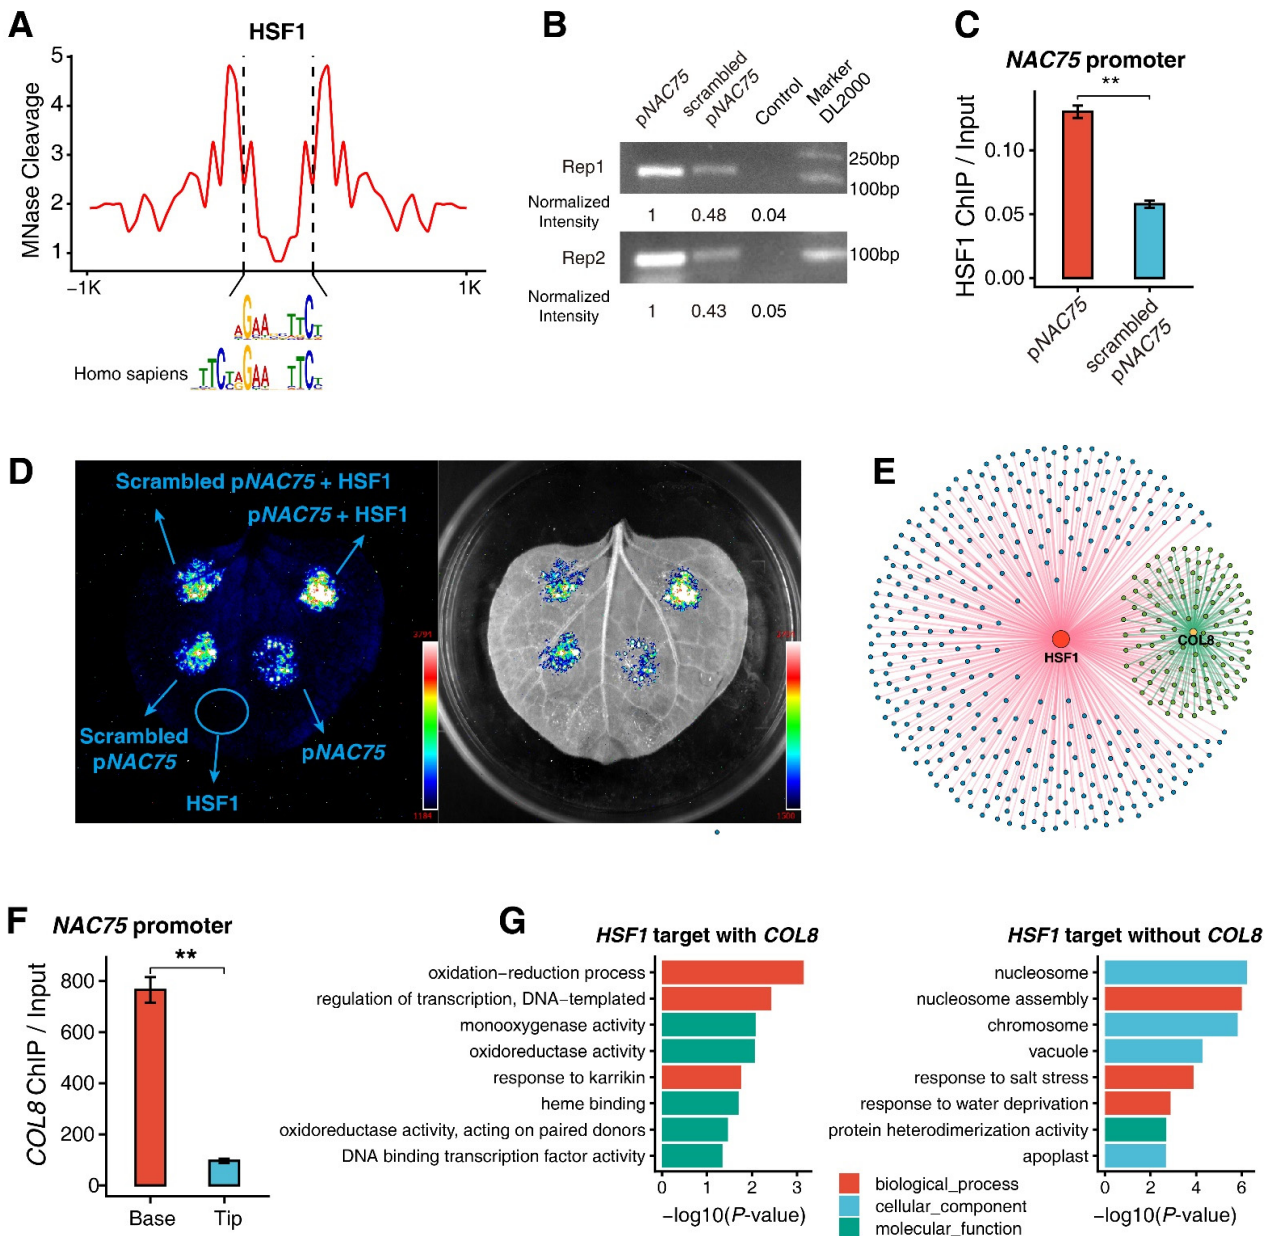 A
HSF1
MNase Cleavage
5
4
3
2
1
−1K
1K
Homo sapiens
B
pNAC75
scrambled
pNAC75
Control
Marker
DL2000
Rep1
250bp
100bp
Normalized
Intensity
1
0.48
0.04
Rep2
100bp
Normalized
Intensity
1
0.43
0.05
C
NAC75 promoter
**
HSF1 ChIP / Input
0.10
0.05
0.00
pNAC75
scrambled
pNAC75
D
Scrambled pNAC75 + HSF1
pNAC75 + HSF1
Scrambled
pNAC75
pNAC75
HSF1
1184
1500
E
HSF1
COL8
F
NAC75 promoter
**
COL8 ChIP / Input
800
600
400
200
0
Base
Tip
G
HSF1 target with COL8
oxidation−reduction process
regulation of transcription, DNA−templated
monooxygenase activity
oxidoreductase activity
response to karrikin
heme binding
oxidoreductase activity, acting on paired donors
DNA binding transcription factor activity
0 1 2 3
−log10(P-value)
biological_process
cellular_component
molecular_function
HSF1 target without COL8
nucleosome
nucleosome assembly
chromosome
vacuole
response to salt stress
response to water deprivation
protein heterodimerization activity
apoplast
0 2 4 6
−log10(P-value)